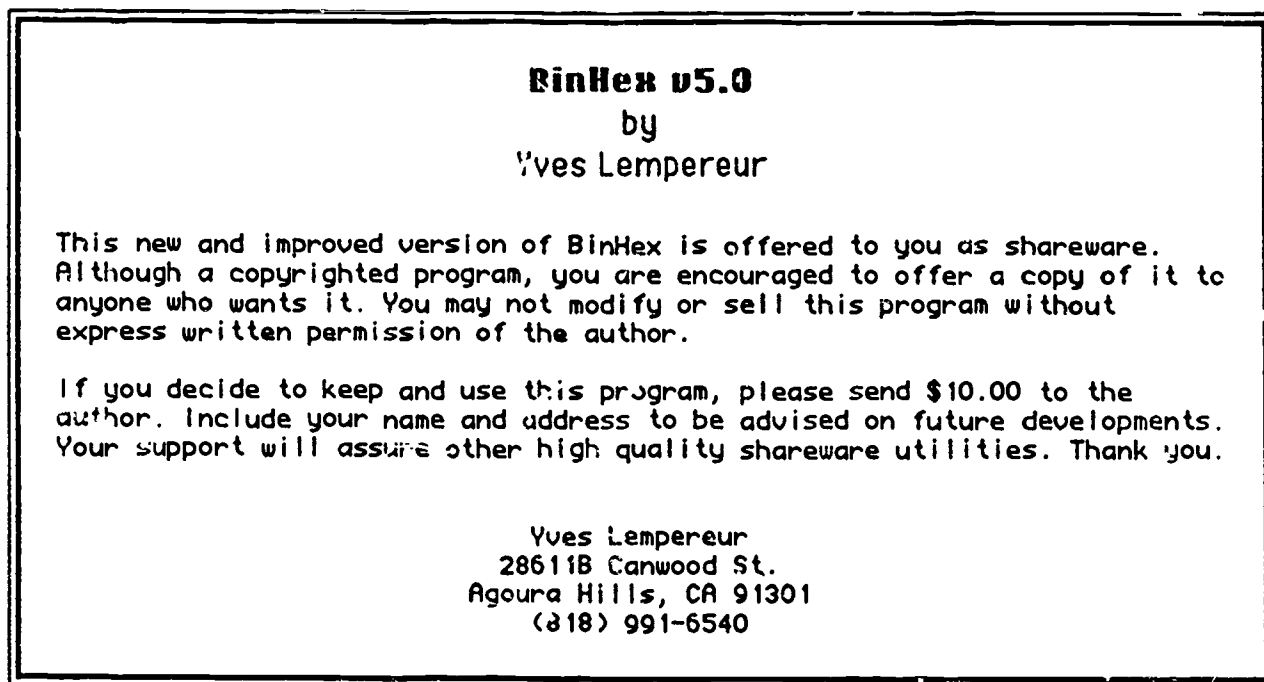 BinHex v5.0
by
Yves Lempereur
This new and improved version of BinHex is offered to you as shareware.
Although a copyrighted program, you are encouraged to offer a copy of it to
anyone who wants it. You may not modify or sell this program without
express written permission of the author.
If you decide to keep and use this program, please send $10.00 to the
author. Include your name and address to be advised on future developments.
Your support will assure other high quality shareware utilities. Thank you.
Yves Lempereur
28611B Canwood St.
Agoura Hills, CA 91301
(818) 991-6540